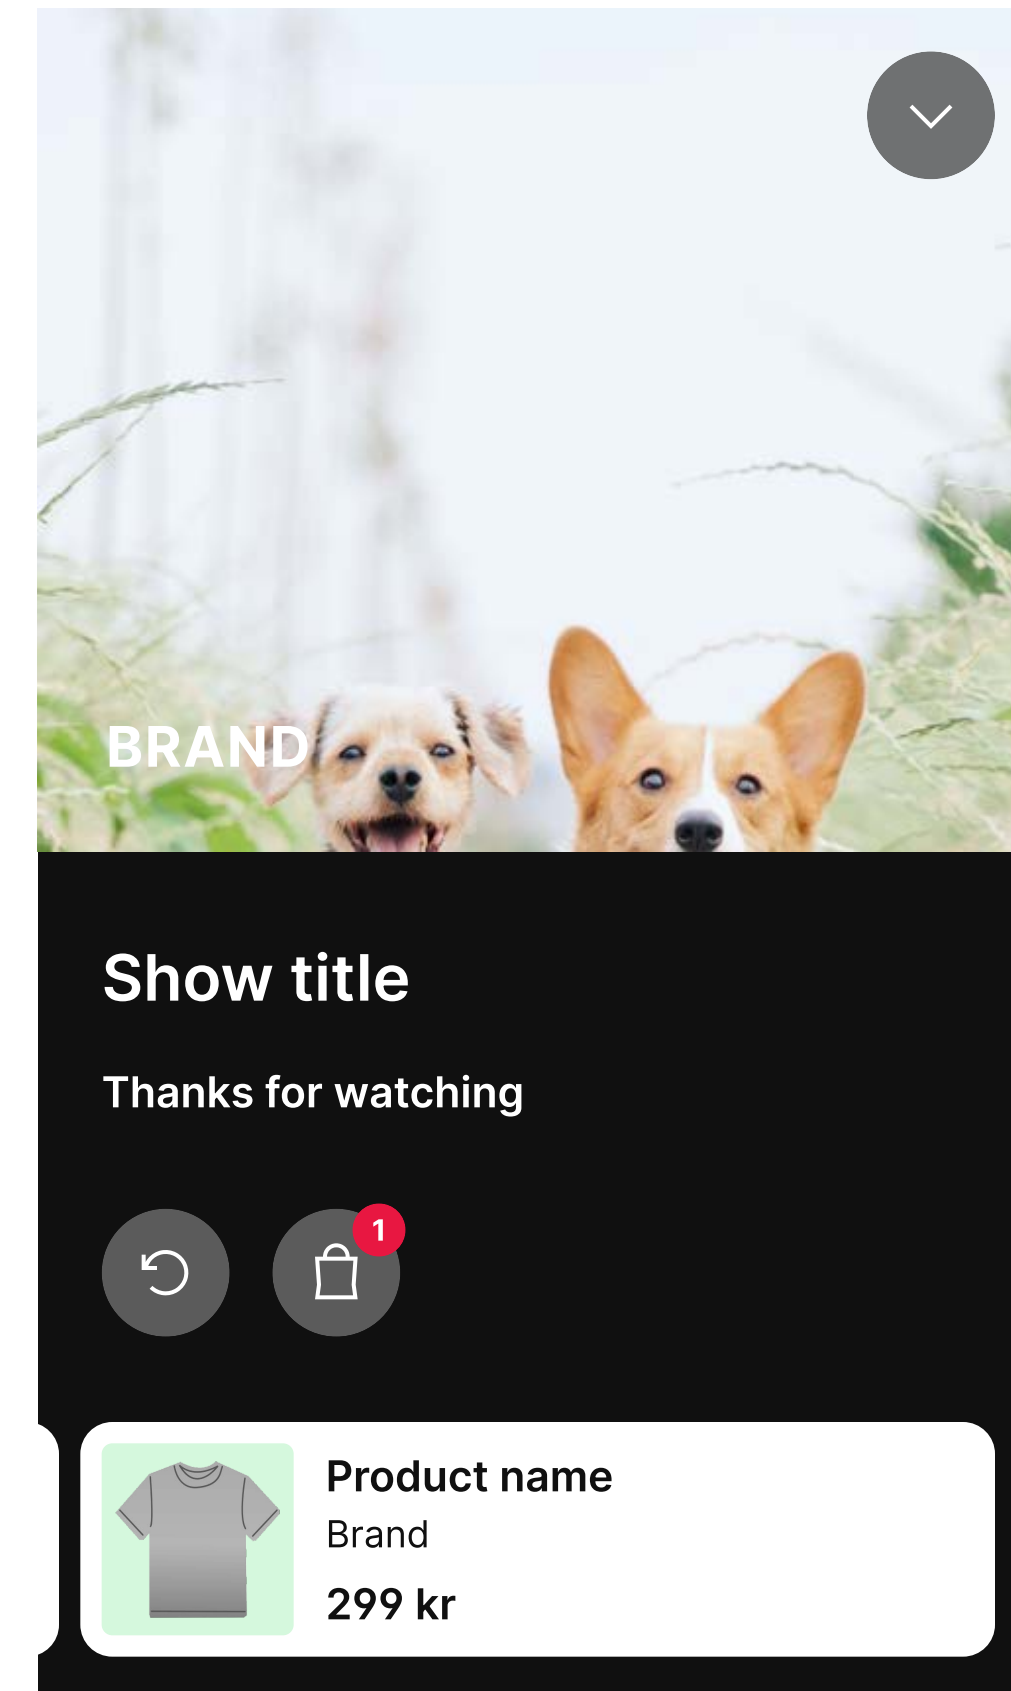 BRAND
Show title
Thanks for watching
1
Product name
Brand
299 kr